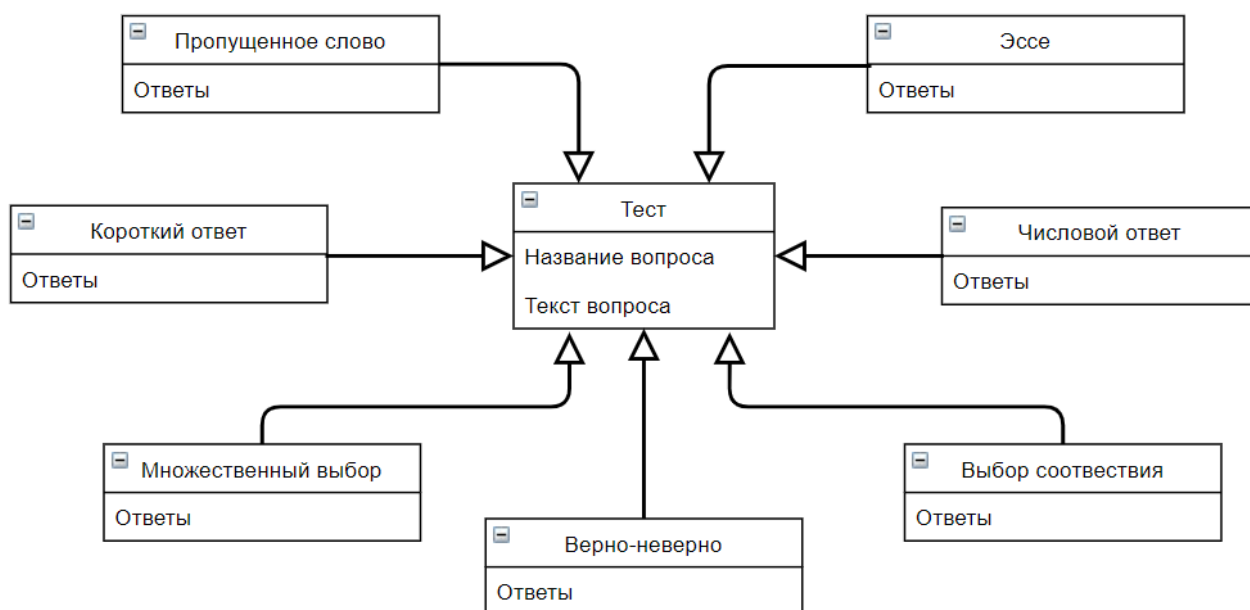 Пропущенное слово
Ответы
Эссе
Ответы
Тест
Название вопроса
Текст вопроса
Короткий ответ
Ответы
Числовой ответ
Ответы
Множественный выбор
Ответы
Верно-неверно
Ответы
Выбор соотвествия
Ответы